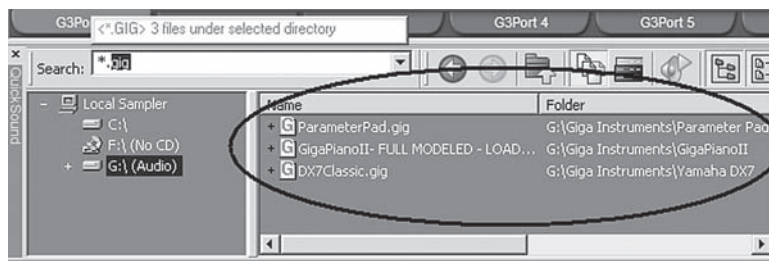 G3Po
<*.GIG> 3 files under selected directory
G3Port 4
G3Port 5
QuickSound
Search: *.gig
Local Sampler
C:\
F:\ (No CD)
G:\ (Audio)
Name
Folder
ParameterPad.gig
G:\Giga Instruments\Parameter Pad
GigaPianoII- FULL MODELED - LOAD...
G:\Giga Instruments\GigaPianoII
DX7Classic.gig
G:\Giga Instruments\Yamaha DX7